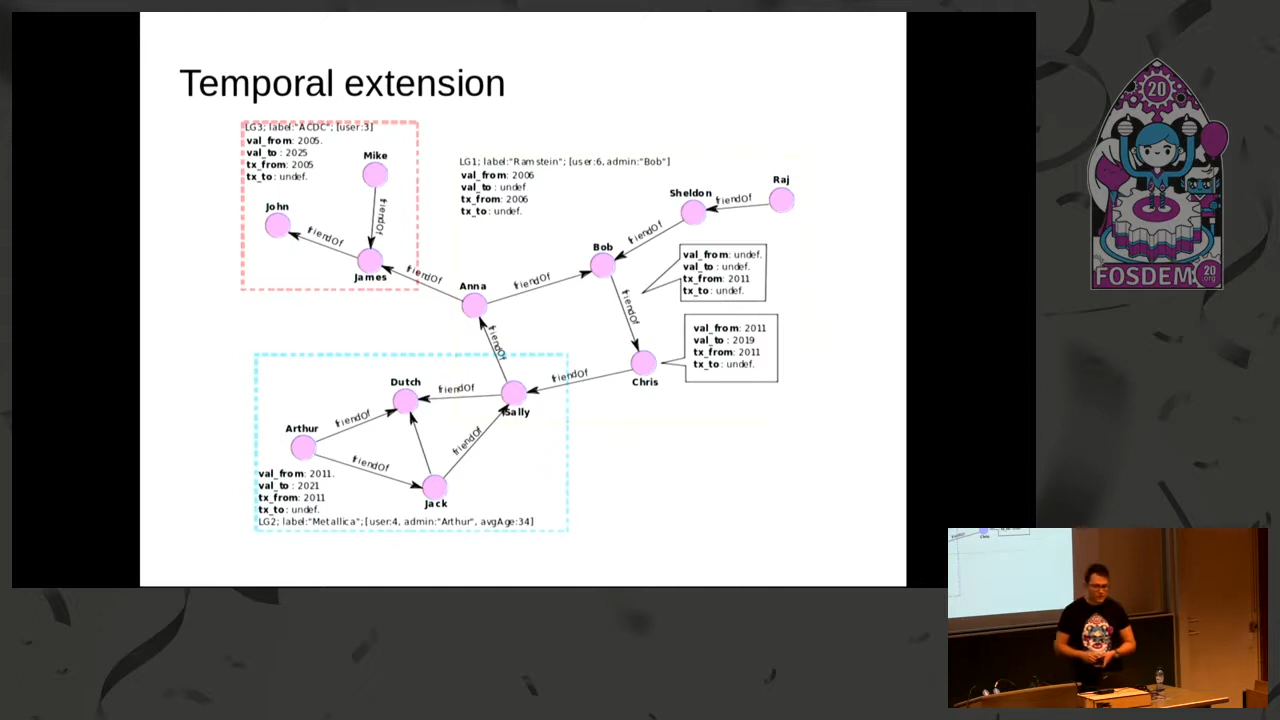 Temporal extension
LG3; label:"ACDC"; [user:3]
val_from: 2005.
val_to : 2025
tx_from: 2005
tx_to : undef.
Mike
John
friendOf
friendOf
James
friendOf
LG1; label:"Ramstein"; [user:6, admin:"Bob"]
val_from: 2006
val_to : undef
tx_from: 2006
tx_to : undef.
Raj
Sheldon
friendOf
friendOf
Bob
Anna
friendOf
val_from: undef.
val_to : undef.
tx_from: 2011
tx_to : undef.
friendOf
val_from: 2011
val_to : 2019
tx_from: 2011
tx_to : undef.
Chris
friendOf
friendOf
Dutch
friendOf
Sally
Arthur
friendOf
friendOf
friendOf
Jack
val_from: 2011.
val_to : 2021
tx_from: 2011
tx_to : undef.
LG2; label:"Metallica"; [user:4, admin:"Arthur", avgAge:34]
20
FOSDEM
20
.org